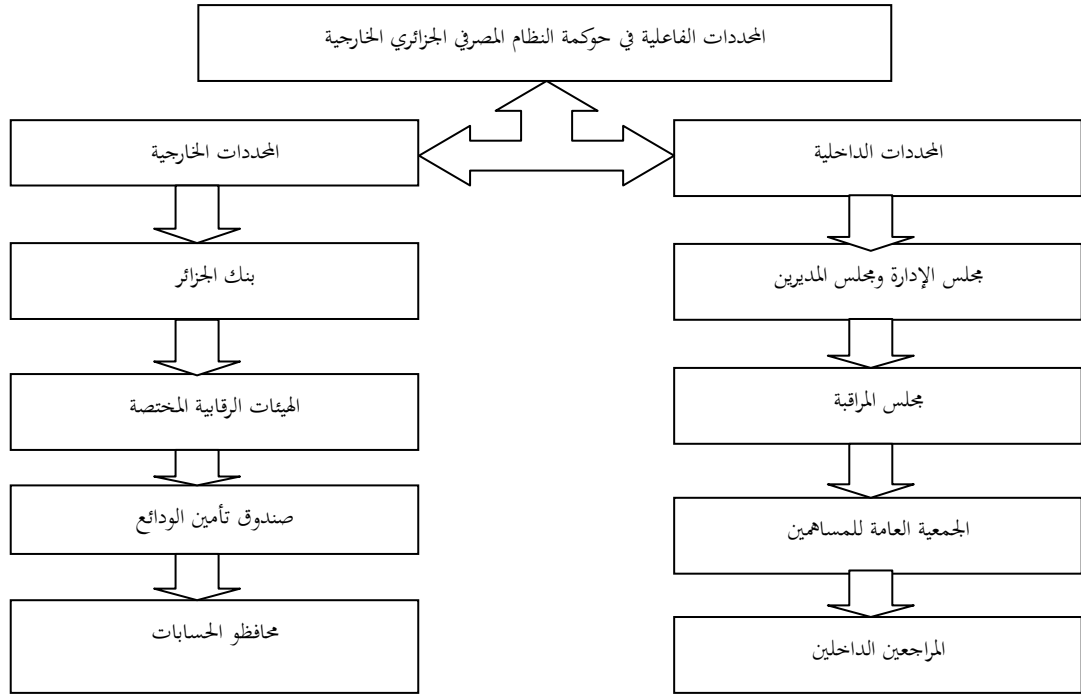 المحددات الفاعلية في حوكمة النظام المصرفي الجزائري الخارجية
المحددات الداخلية
المحددات الخارجية
مجلس الإدارة ومجلس المديرين
بنك الجزائر
مجلس المراقبة
الهيئات الرقابية المختصة
الجمعية العامة للمساهمين
صندوق تأمين الودائع
المراجعين الداخلين
محافظو الحسابات